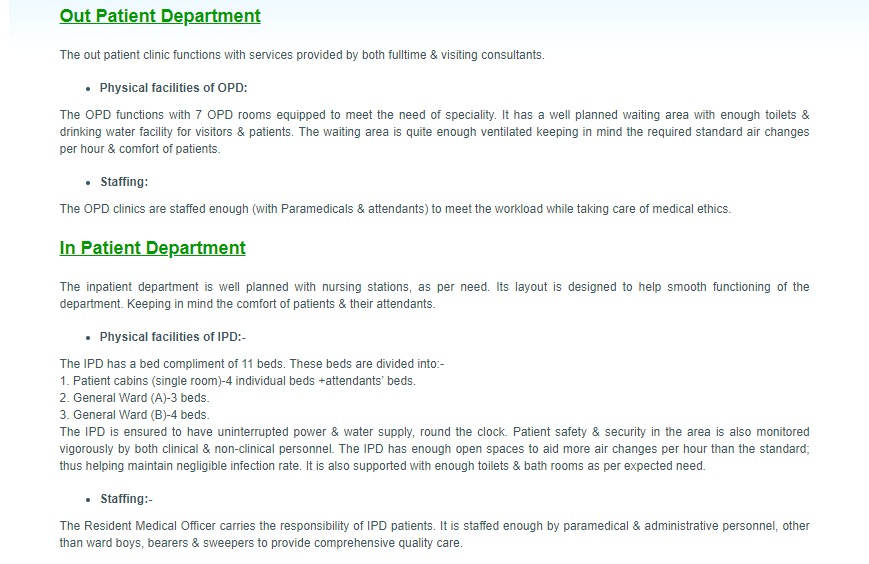 Out Patient Department
The out patient clinic functions with services provided by both fulltime & visiting consultants.
• Physical facilities of OPD:
The OPD functions with 7 OPD rooms equipped to meet the need of speciality. It has a well planned waiting area with enough toilets &
drinking water facility for visitors & patients. The waiting area is quite enough ventilated keeping in mind the required standard air changes
per hour & comfort of patients.
• Staffing:
The OPD clinics are staffed enough (with Paramedicals & attendants) to meet the workload while taking care of medical ethics.
In Patient Department
The inpatient department is well planned with nursing stations, as per need. Its layout is designed to help smooth functioning of the
department. Keeping in mind the comfort of patients & their attendants.
• Physical facilities of IPD:-
The IPD has a bed compliment of 11 beds. These beds are divided into:-
1. Patient cabins (single room)-4 individual beds +attendants’ beds.
2. General Ward (A)-3 beds.
3. General Ward (B)-4 beds.
The IPD is ensured to have uninterrupted power & water supply, round the clock. Patient safety & security in the area is also monitored
vigorously by both clinical & non-clinical personnel. The IPD has enough open spaces to aid more air changes per hour than the standard;
thus helping maintain negligible infection rate. It is also supported with enough toilets & bath rooms as per expected need.
• Staffing:-
The Resident Medical Officer carries the responsibility of IPD patients. It is staffed enough by paramedical & administrative personnel, other
than ward boys, bearers & sweepers to provide comprehensive quality care.